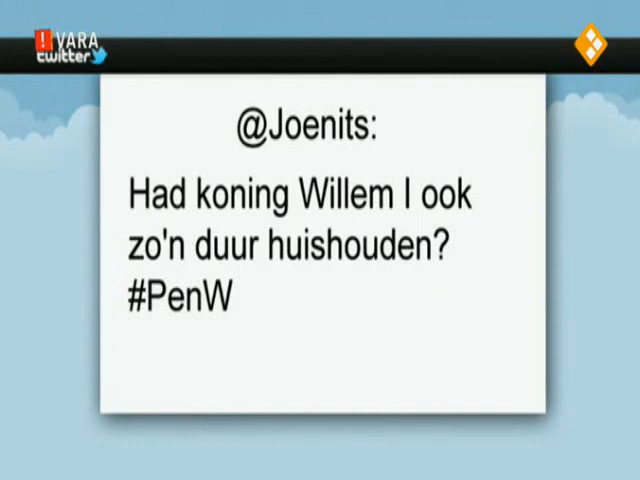 ! VARA
twitter
@Joenits:
Had koning Willem I ook
zo'n duur huishouden?
#PenW